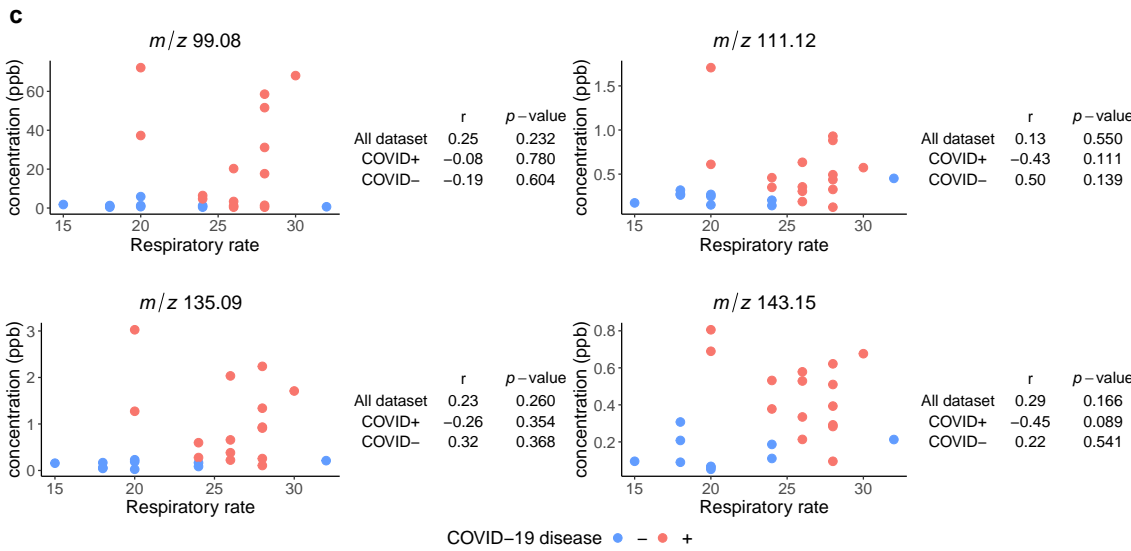 c
m/z 99.08
concentration (ppb)
60
40
20
0
15 20 25 30
Respiratory rate
r p−value
All dataset 0.25 0.232
COVID+ −0.08 0.780
COVID− −0.19 0.604
m/z 111.12
concentration (ppb)
1.5
1.0
0.5
15 20 25 30
Respiratory rate
r p−value
All dataset 0.13 0.550
COVID+ −0.43 0.111
COVID− 0.50 0.139
m/z 135.09
concentration (ppb)
3
2
1
0
15 20 25 30
Respiratory rate
r p−value
All dataset 0.23 0.260
COVID+ −0.26 0.354
COVID− 0.32 0.368
m/z 143.15
concentration (ppb)
0.8
0.6
0.4
0.2
15 20 25 30
Respiratory rate
r p−value
All dataset 0.29 0.166
COVID+ −0.45 0.089
COVID− 0.22 0.541
COVID−19 disease − +